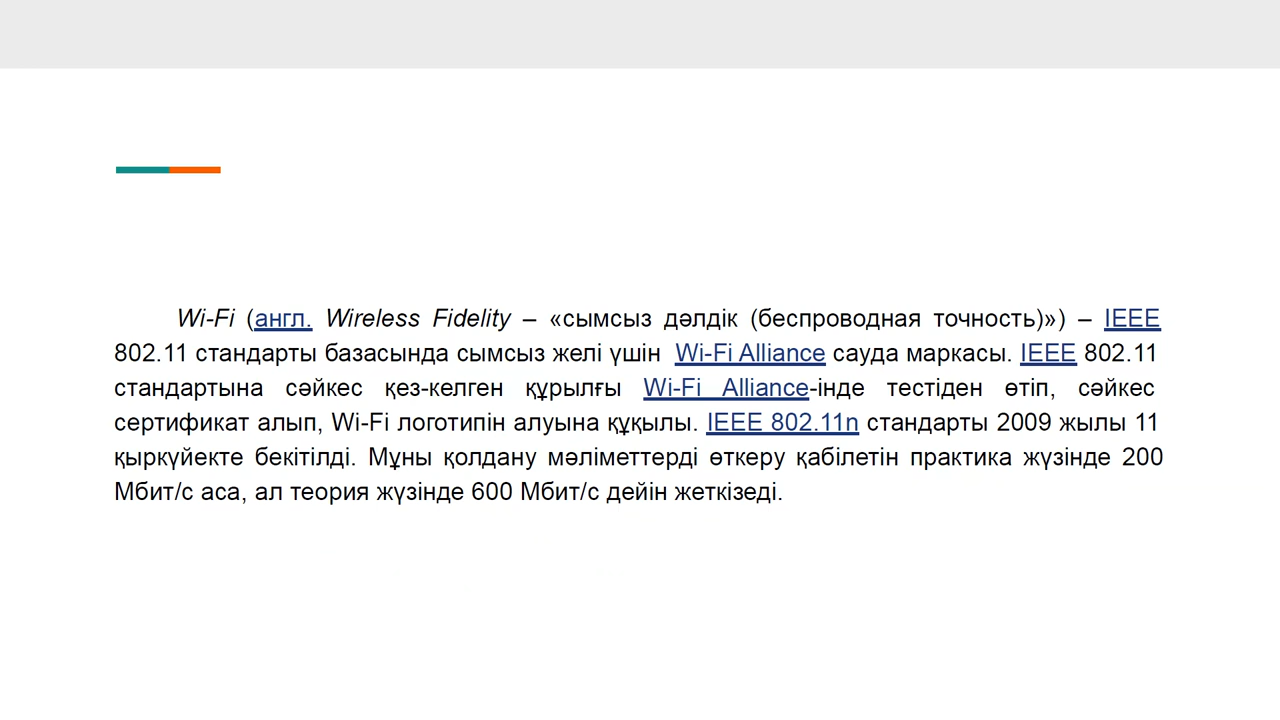 Wi-Fi (англ. Wireless Fidelity – «сымсыз дәлдік (беспроводная точность)») – IEEE
802.11 стандарты базасында сымсыз желі үшін Wi-Fi Alliance сауда маркасы. IEEE 802.11
стандартына сәйкес қез-келген құрылғы Wi-Fi Alliance-інде тестіден өтіп, сәйкес
сертификат алып, Wi-Fi логотипін алуына құқылы. IEEE 802.11n стандарты 2009 жылы 11
қыркүйекте бекітілді. Мұны қолдану мәліметтерді өткеру қабілетін практика жүзінде 200
Мбит/с аса, ал теория жүзінде 600 Мбит/с дейін жеткізеді.